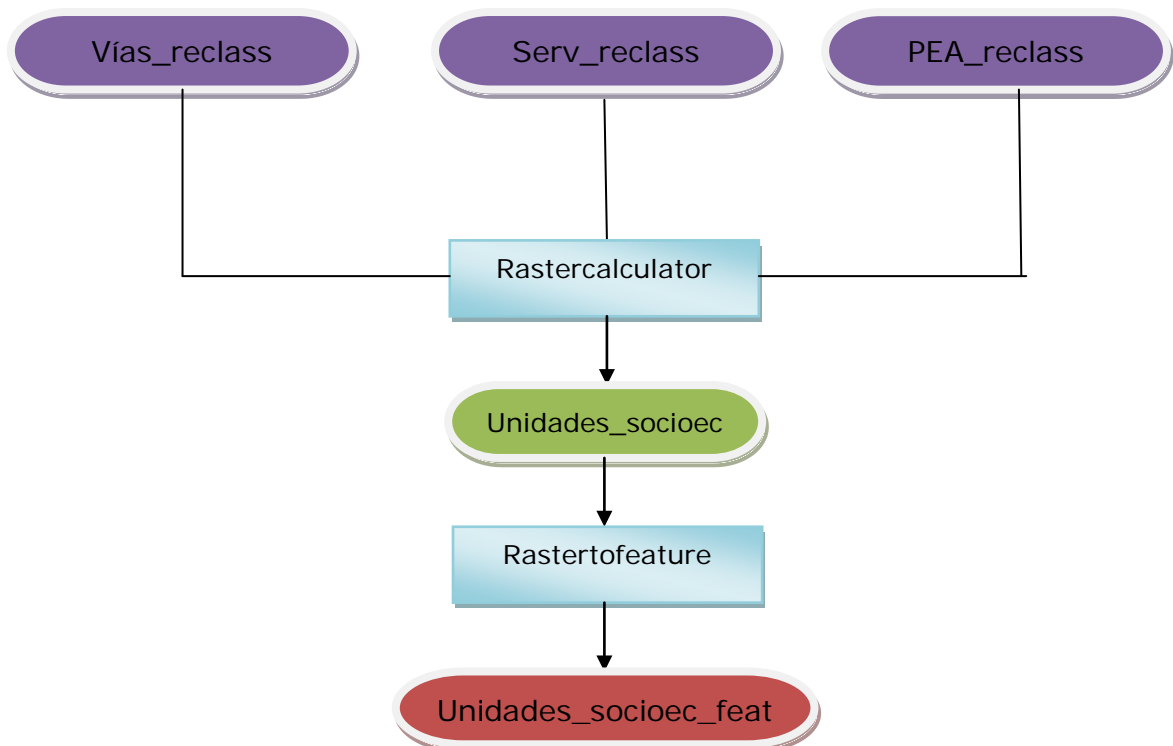 Vías_reclass
Serv_reclass
PEA_reclass
Rastercalculator
Unidades_socioec
Rastertofeature
Unidades_socioec_feat